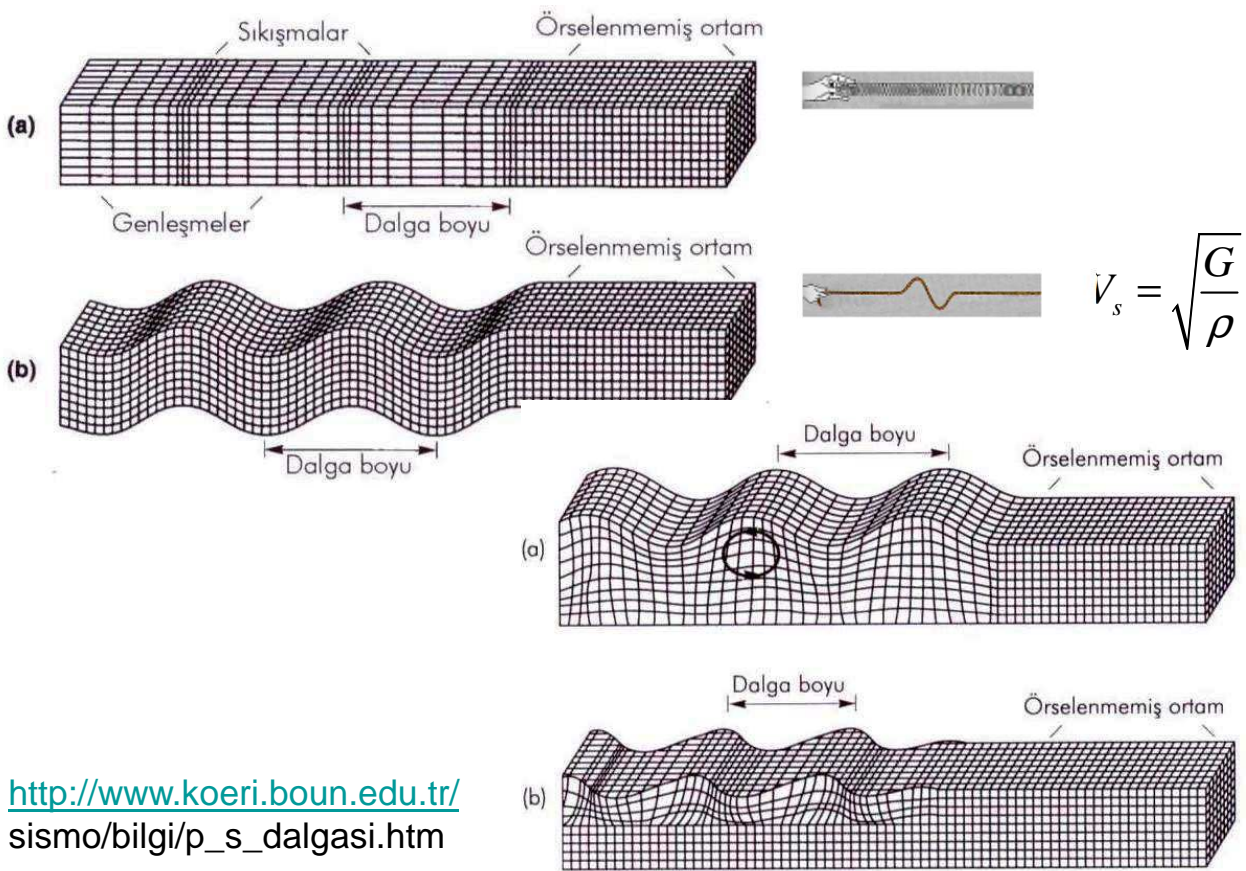 Sıkışmalar
Örselenmemiş ortam
(a)
Genleşmeler
Dalga boyu
Örselenmemiş ortam
V_s = √(G/ρ)
(b)
Dalga boyu
Dalga boyu
Örselenmemiş ortam
(a)
Dalga boyu
Örselenmemiş ortam
(b)
http://www.koeri.boun.edu.tr/
sismo/bilgi/p_s_dalgasi.htm